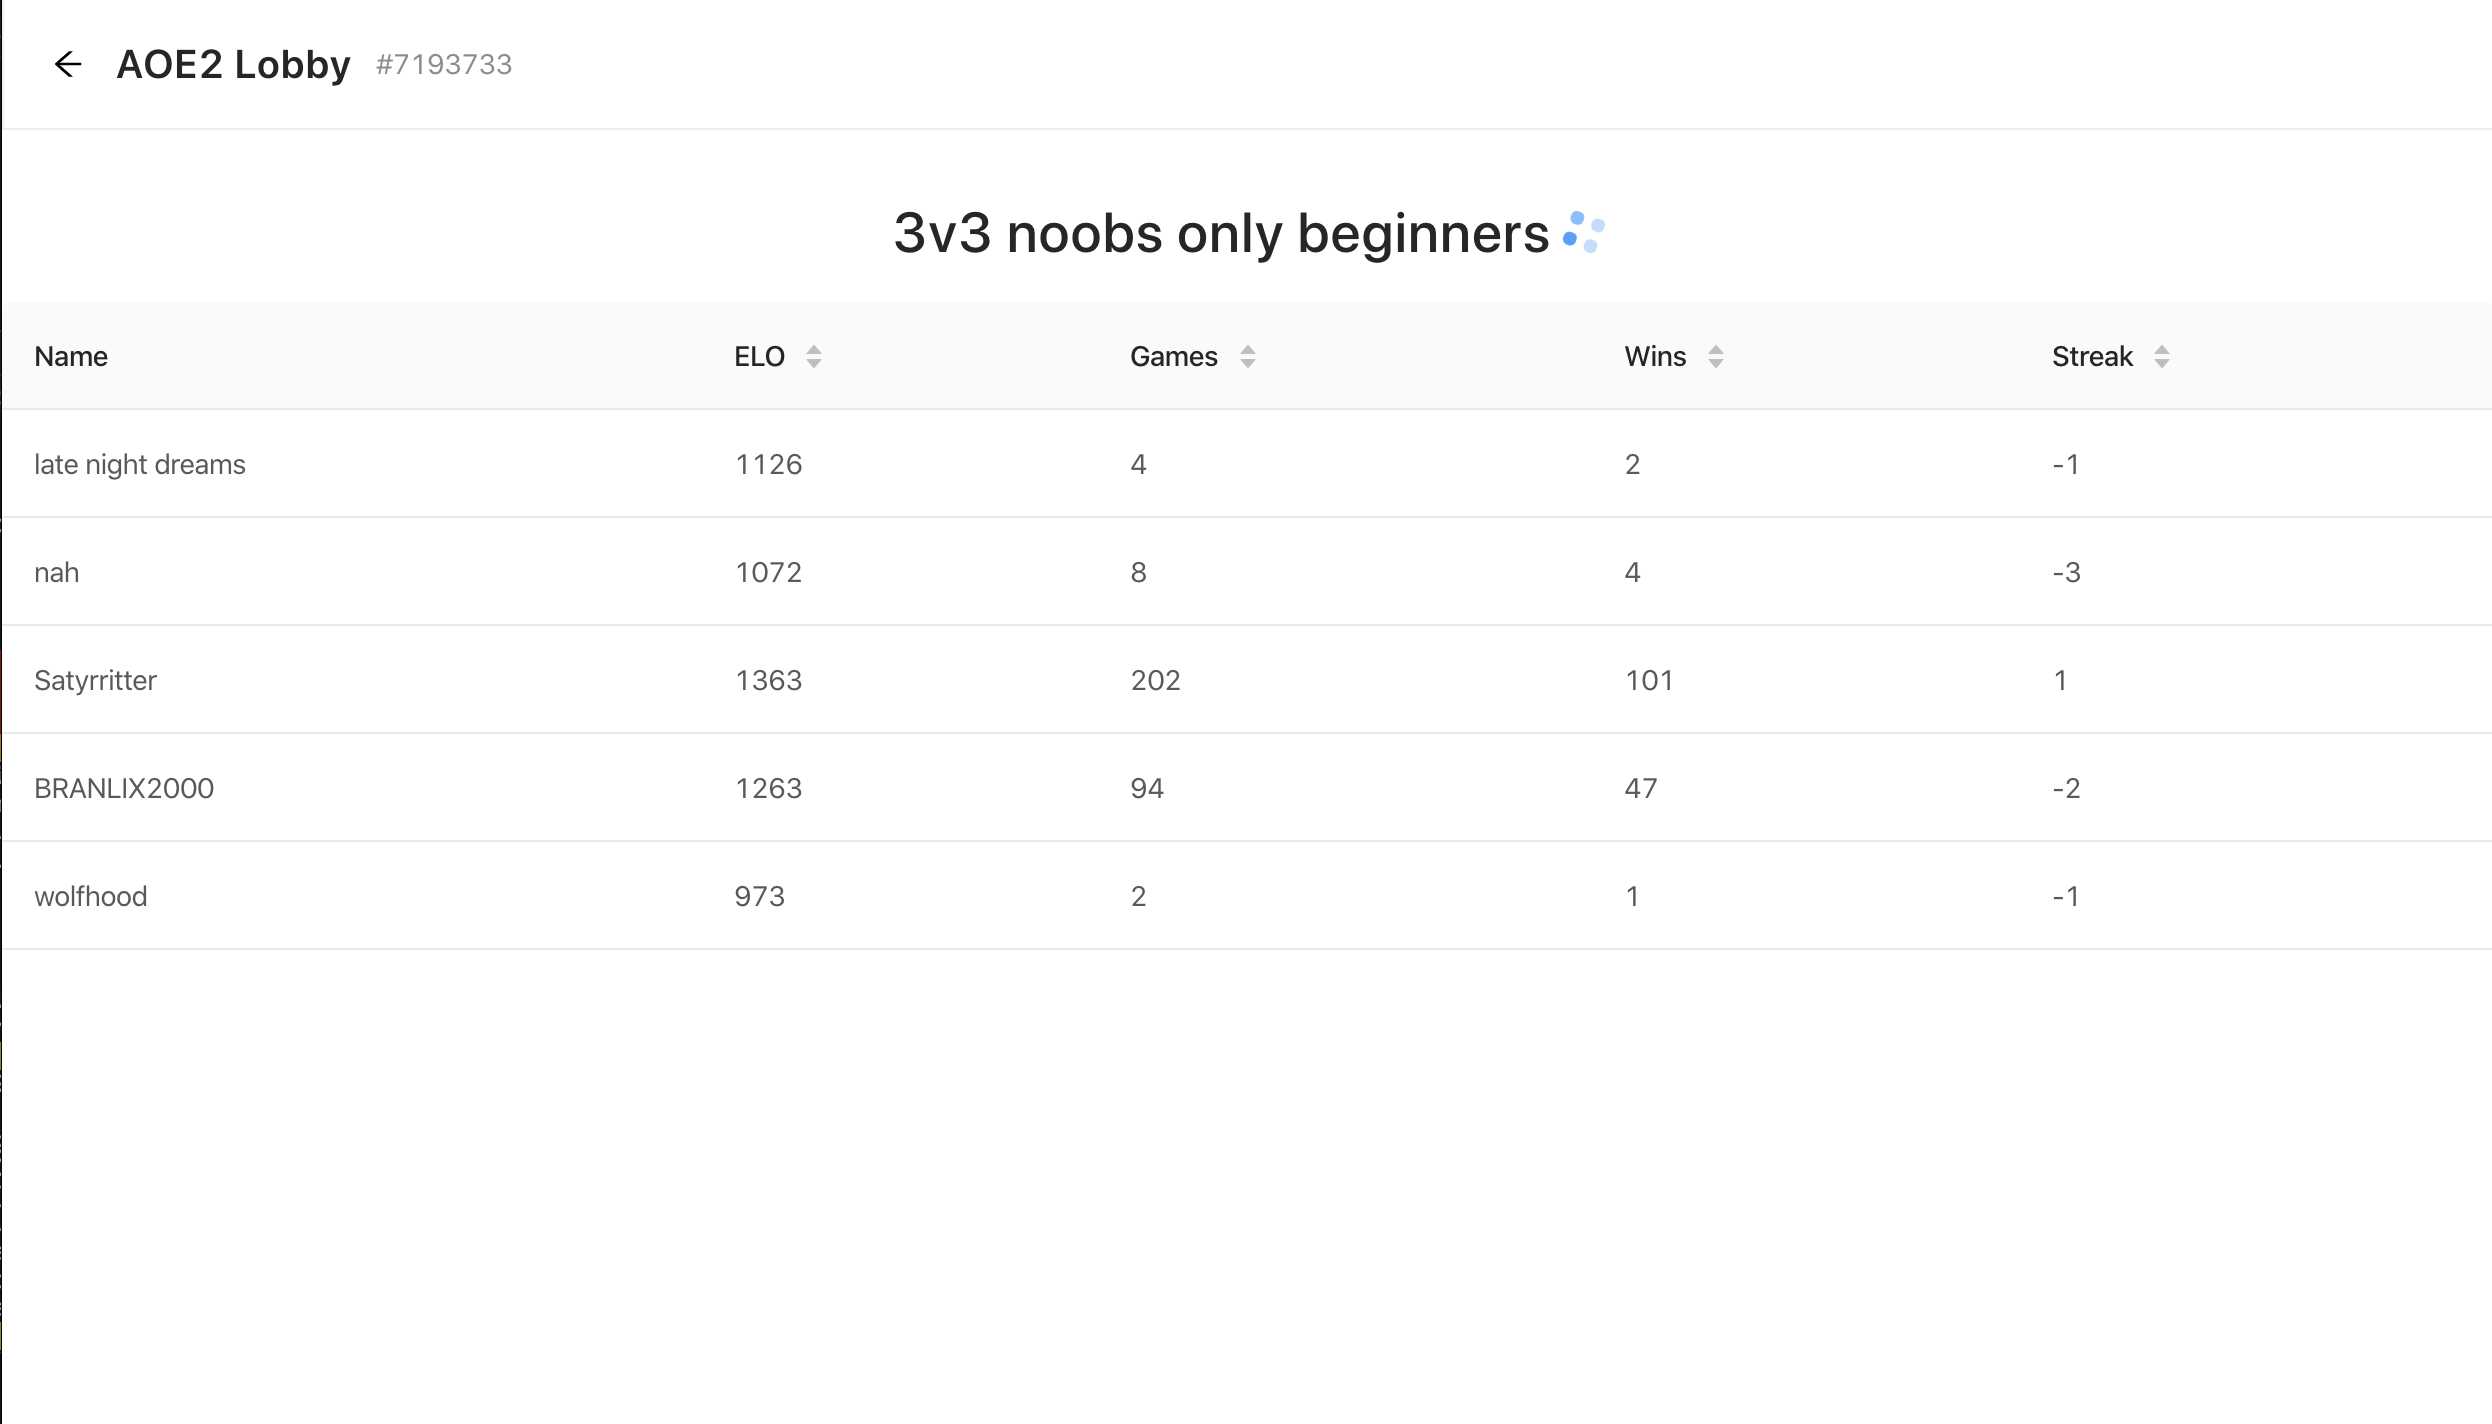 AOE2 Lobby #7193733
3v3 noobs only beginners
Name ELO Games Wins Streak
late night dreams 1126 4 2 -1
nah 1072 8 4 -3
Satyrritter 1363 202 101 1
BRANLIX2000 1263 94 47 -2
wolfhood 973 2 1 -1